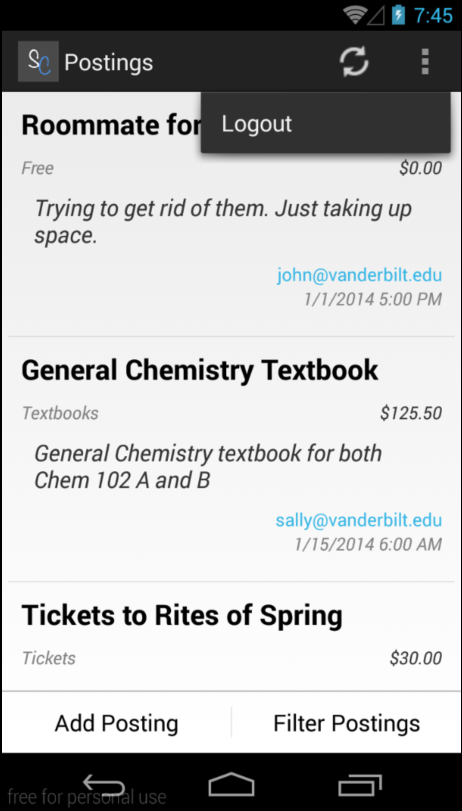 7:45
SC Postings
Logout
Roommate for
Free $0.00
Trying to get rid of them. Just taking up
space.
john@vanderbilt.edu
1/1/2014 5:00 PM
General Chemistry Textbook
Textbooks $125.50
General Chemistry textbook for both
Chem 102 A and B
sally@vanderbilt.edu
1/15/2014 6:00 AM
Tickets to Rites of Spring
Tickets $30.00
Add Posting Filter Postings
free for personal use